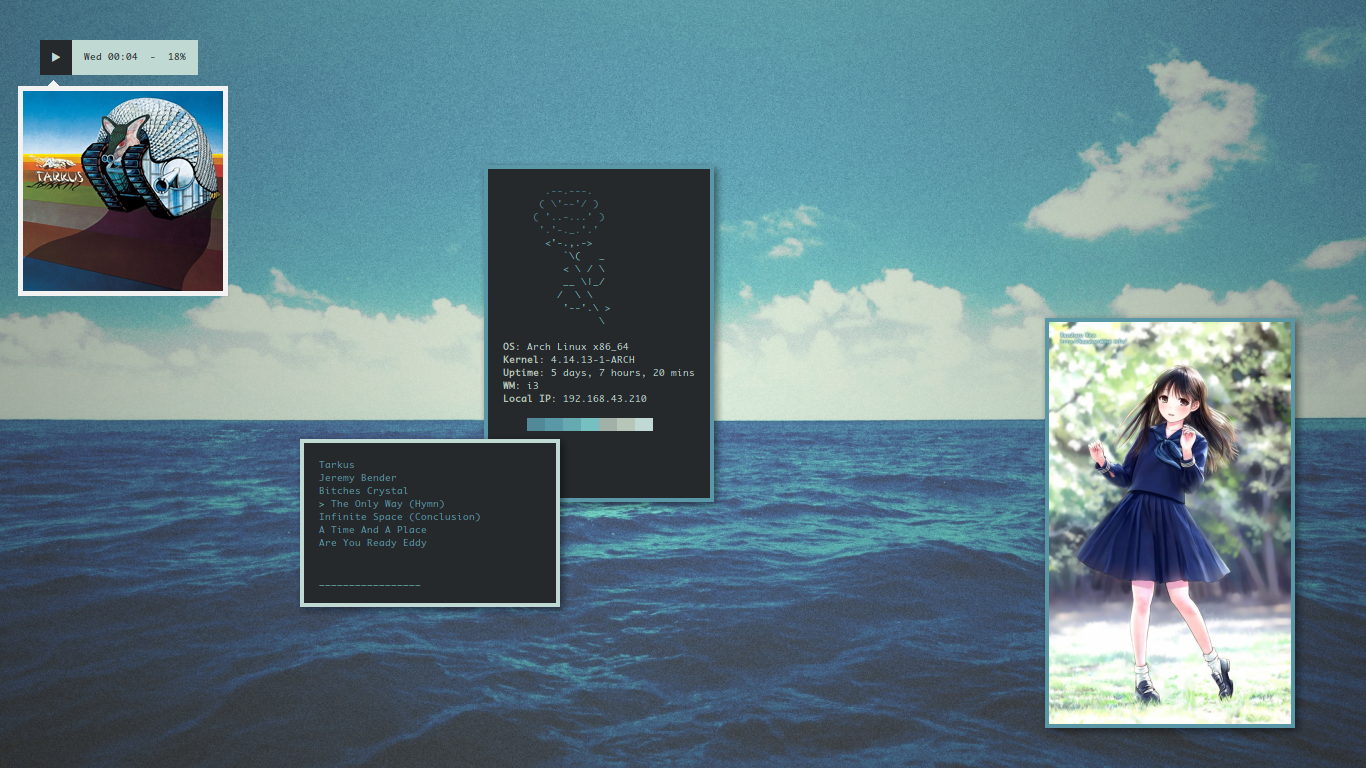 Wed 00:04 - 18%
TARKUS
OS: Arch Linux x86_64
Kernel: 4.14.13-1-ARCH
Uptime: 5 days, 7 hours, 20 mins
WM: i3
Local IP: 192.168.43.210
Tarkus
Jeremy Bender
Bitches Crystal
> The Only Way (Hymn)
Infinite Space (Conclusion)
A Time And A Place
Are You Ready Eddy